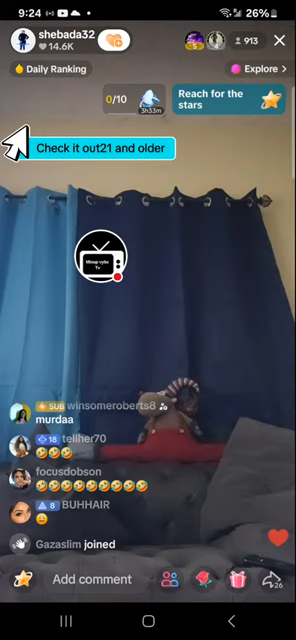 9:24
26%
shebada32
14.6K
913
Daily Ranking
Explore >
0/10
3h33m
Reach for the
stars
Check it out21 and older
Tv
SUB winsomeroberts8
murdaa
18 tellher70
🤣🤣🤣
focusdobson
🤣🤣🤣🤣🤣🤣🤣🤣🤣
8 BUHHAIR
Gazaslim joined
Add comment
26